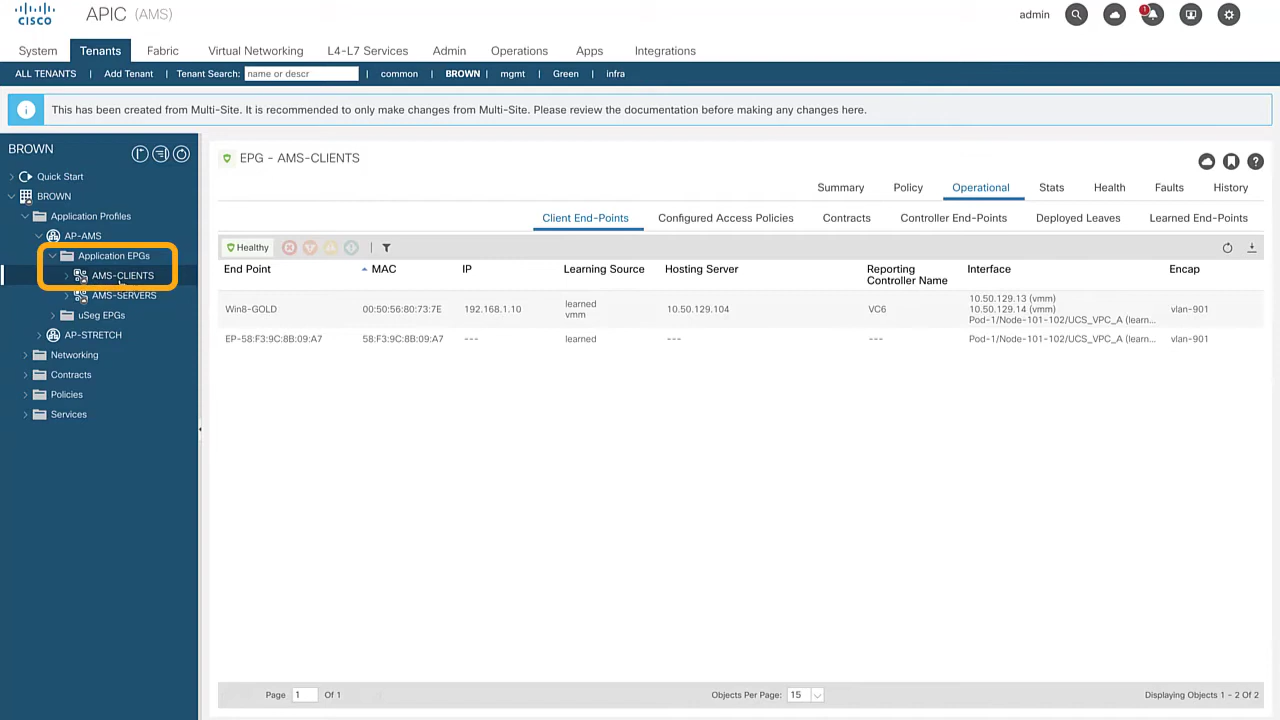 cisco
APIC (AMS)
admin
1
System Tenants Fabric Virtual Networking L4-L7 Services Admin Operations Apps Integrations
ALL TENANTS | Add Tenant | Tenant Search: name or descr | common | BROWN | mgmt | Green | infra
i
This has been created from Multi-Site. It is recommended to only make changes from Multi-Site. Please review the documentation before making any changes here.
BROWN
Quick Start
BROWN
Application Profiles
AP-AMS
Application EPGs
AMS-CLIENTS
AMS-SERVERS
uSeg EPGs
AP-STRETCH
Networking
Contracts
Policies
Services
EPG - AMS-CLIENTS
?
Summary Policy Operational Stats Health Faults History
Client End-Points Configured Access Policies Contracts Controller End-Points Deployed Leaves Learned End-Points
Healthy
End Point MAC IP Learning Source Hosting Server Reporting Controller Name Interface Encap
Win8-GOLD 00:50:56:80:73:7E 192.168.1.10 learned vmm 10.50.129.104 VC6 10.50.129.13 (vmm) 10.50.129.14 (vmm) Pod-1/Node-101-102/UCS_VPC_A (learn... vlan-901
EP-58:F3:9C:8B:09:A7 58:F3:9C:8B:09:A7 --- learned --- --- Pod-1/Node-101-102/UCS_VPC_A (learn... vlan-901
Page 1 Of 1 Objects Per Page: 15 Displaying Objects 1 - 2 Of 2